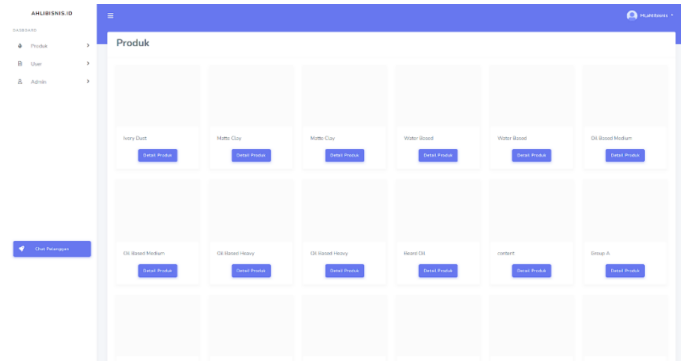 AHLIBISNIS.ID
DASHBOARD
Produk
User
Admin
Chat Pelanggan
Produk
Ivory Dust
Matte Clay
Matte Clay
Water Based
Water Based
Oil Based Medium
Detail Produk
Detail Produk
Detail Produk
Detail Produk
Detail Produk
Detail Produk
Oil Based Medium
Oil Based Heavy
Oil Based Heavy
Beard Oil
content
Group A
Detail Produk
Detail Produk
Detail Produk
Detail Produk
Detail Produk
Detail Produk